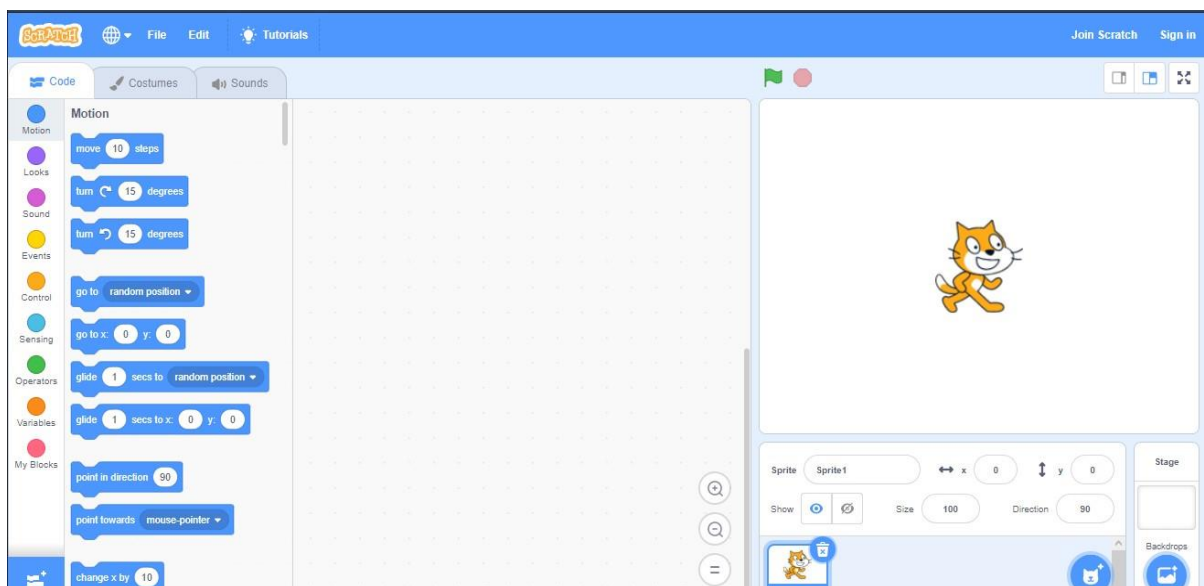 SCRATCH File Edit Tutorials Join Scratch Sign in
Code Costumes Sounds
Motion
Looks
Sound
Events
Control
Sensing
Operators
Variables
My Blocks
Motion
move 10 steps
turn 15 degrees
turn 15 degrees
go to random position
go to x: 0 y: 0
glide 1 secs to random position
glide 1 secs to x: 0 y: 0
point in direction 90
point towards mouse-pointer
change x by 10
Sprite Sprite1 x 0 y 0
Show Size 100 Direction 90
Stage
Backdrops